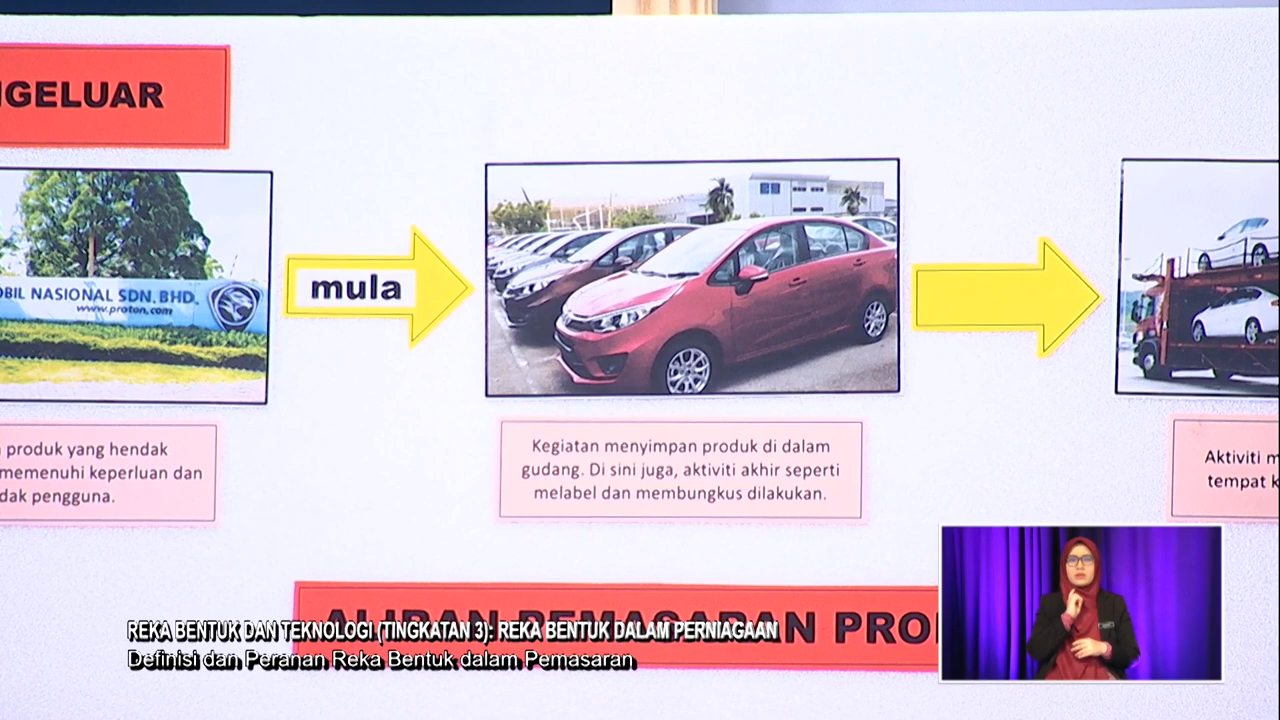 NGELUAR
OBIL NASIONAL SDN. BHD.
www.proton.com
mula
produk yang hendak
memenuhi keperluan dan
dak pengguna.
Kegiatan menyimpan produk di dalam
gudang. Di sini juga, aktiviti akhir seperti
melabel dan membungkus dilakukan.
Aktiviti m
tempat k
ALIRAN PEMASARAN PRO
REKA BENTUK DAN TEKNOLOGI (TINGKATAN 3): REKA BENTUK DALAM PERNIAGAAN
Definisi dan Peranan Reka Bentuk dalam Pemasaran